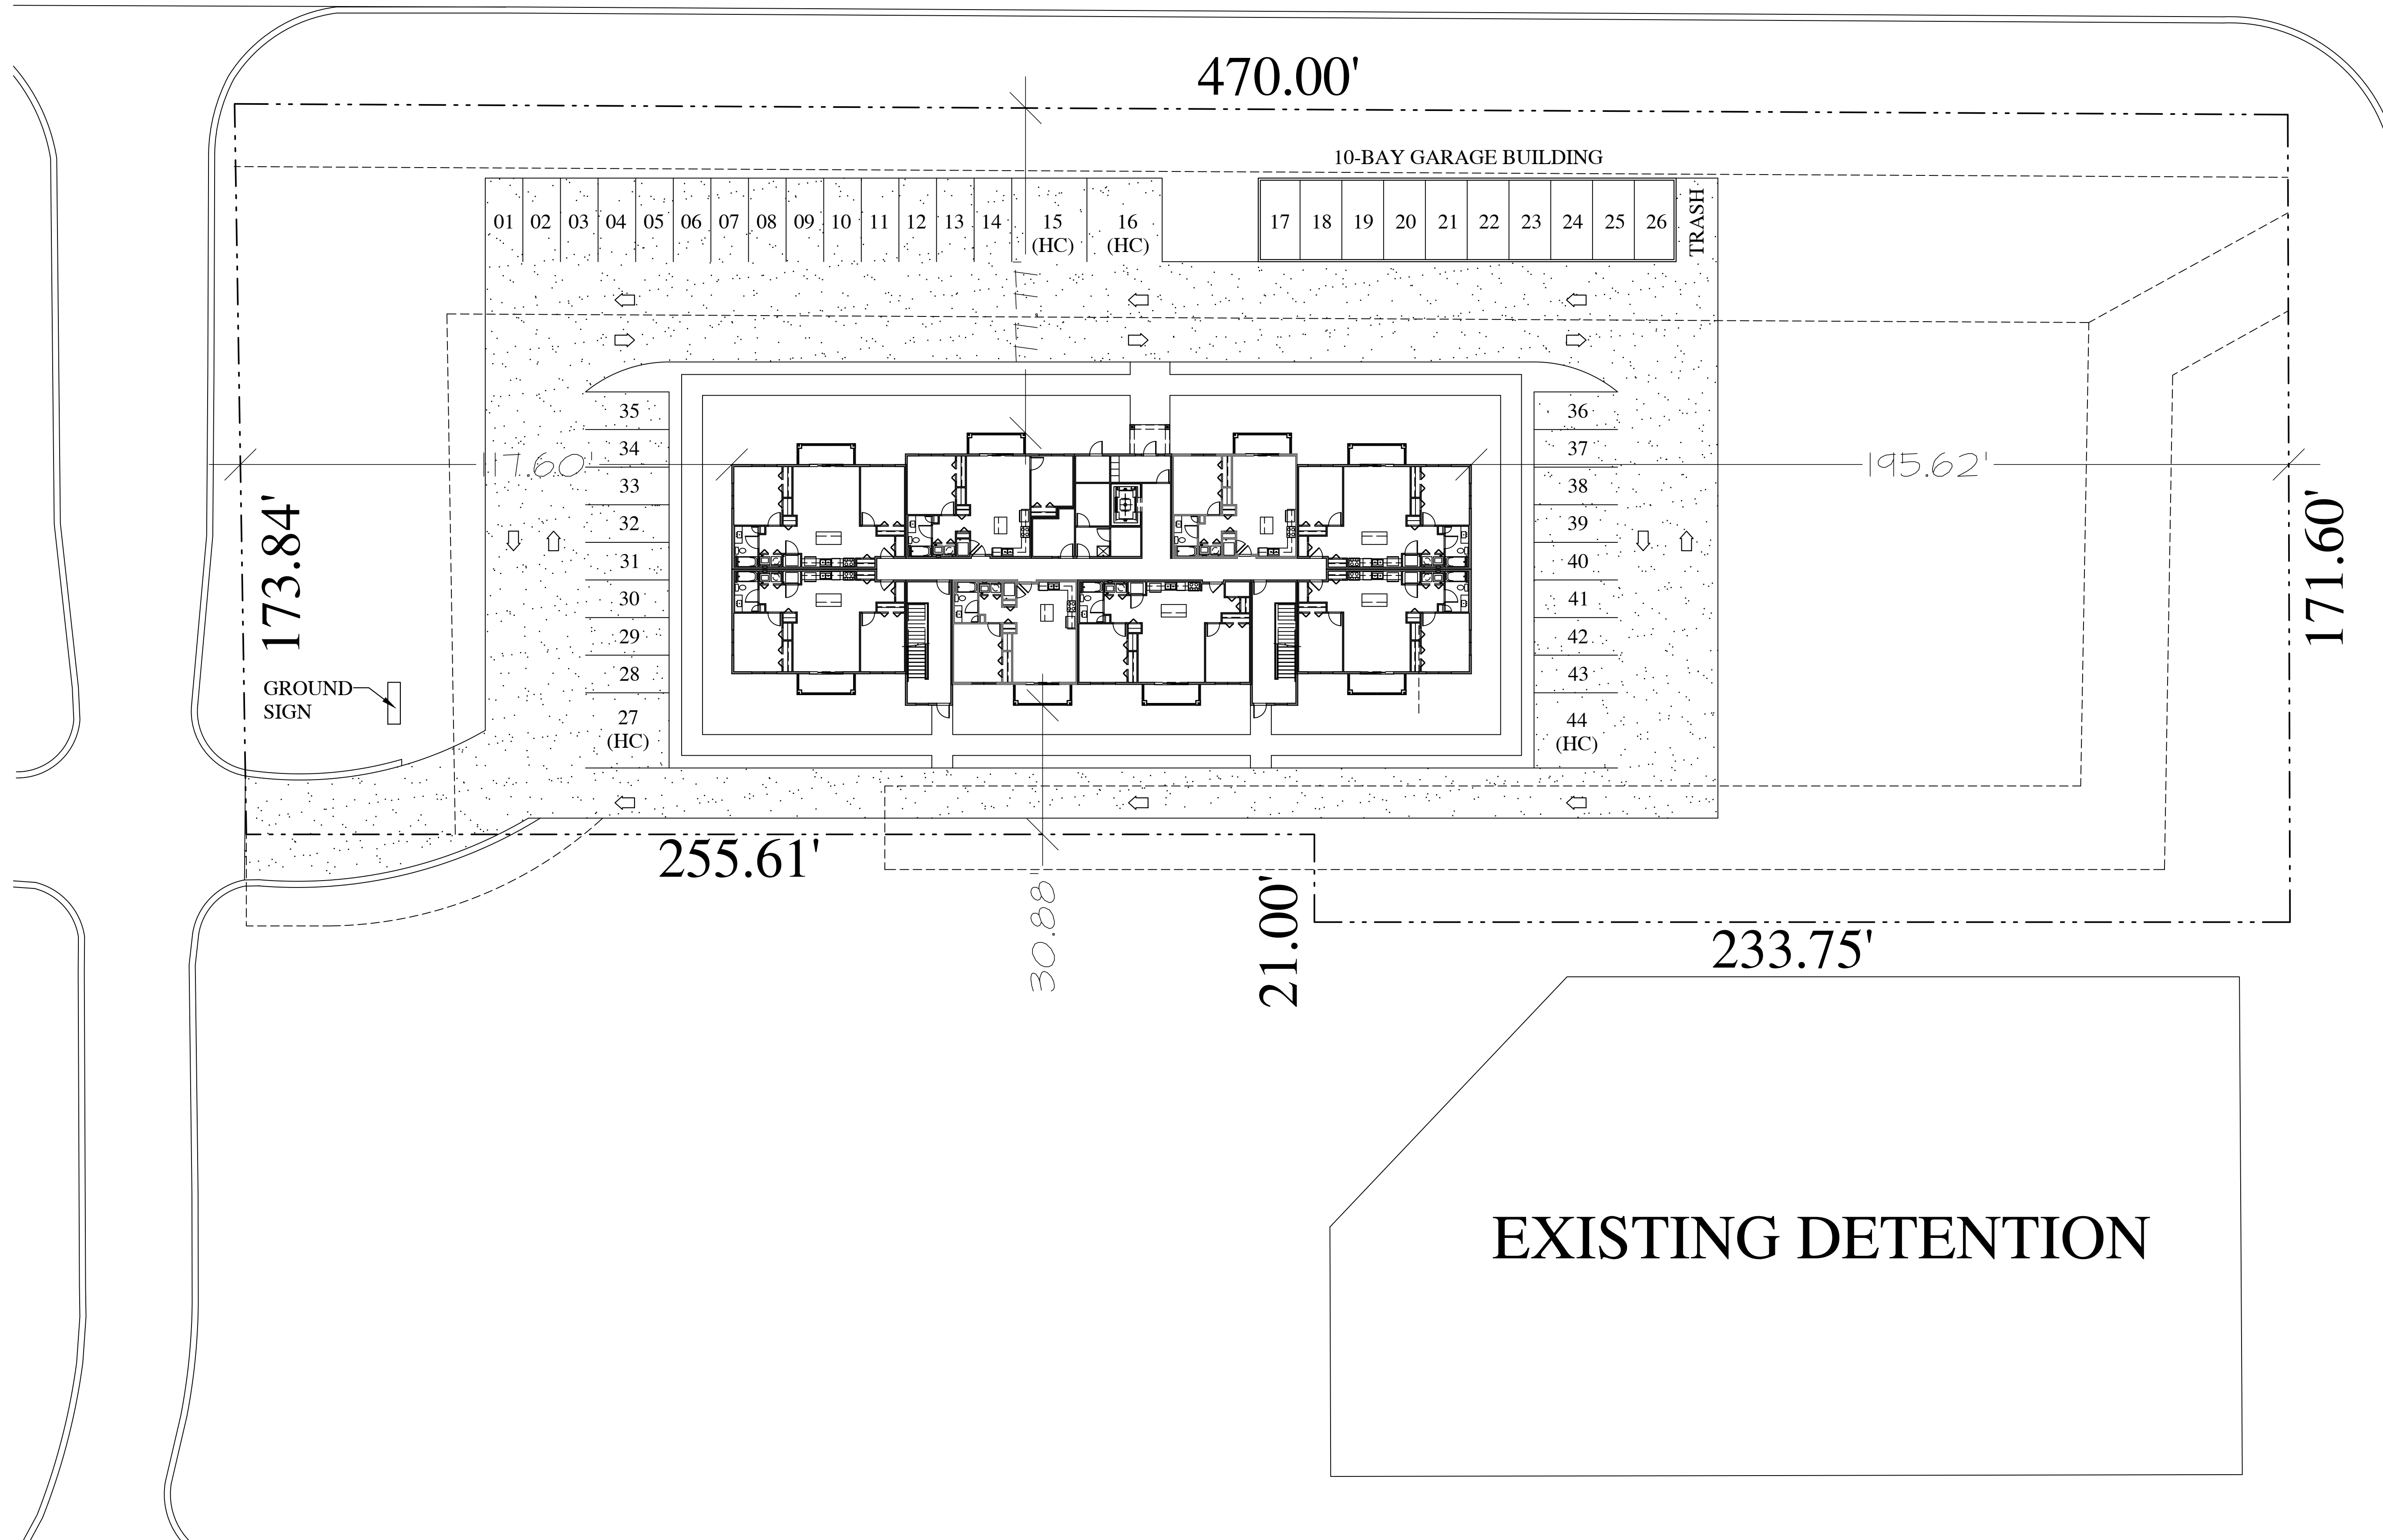 470.00'
10-BAY GARAGE BUILDING
01 02 03 04 05 06 07 08 09 10 11 12 13 14 15 16 17 18 19 20 21 22 23 24 25 26
(HC) (HC)
TRASH
35 36
34 37
117.60' 195.62'
33 38
32 39
31 40
30 41
29 42
28 43
27 44
(HC) (HC)
173.84'
171.60'
GROUND
SIGN
255.61'
30.88
21.00'
233.75'
EXISTING DETENTION